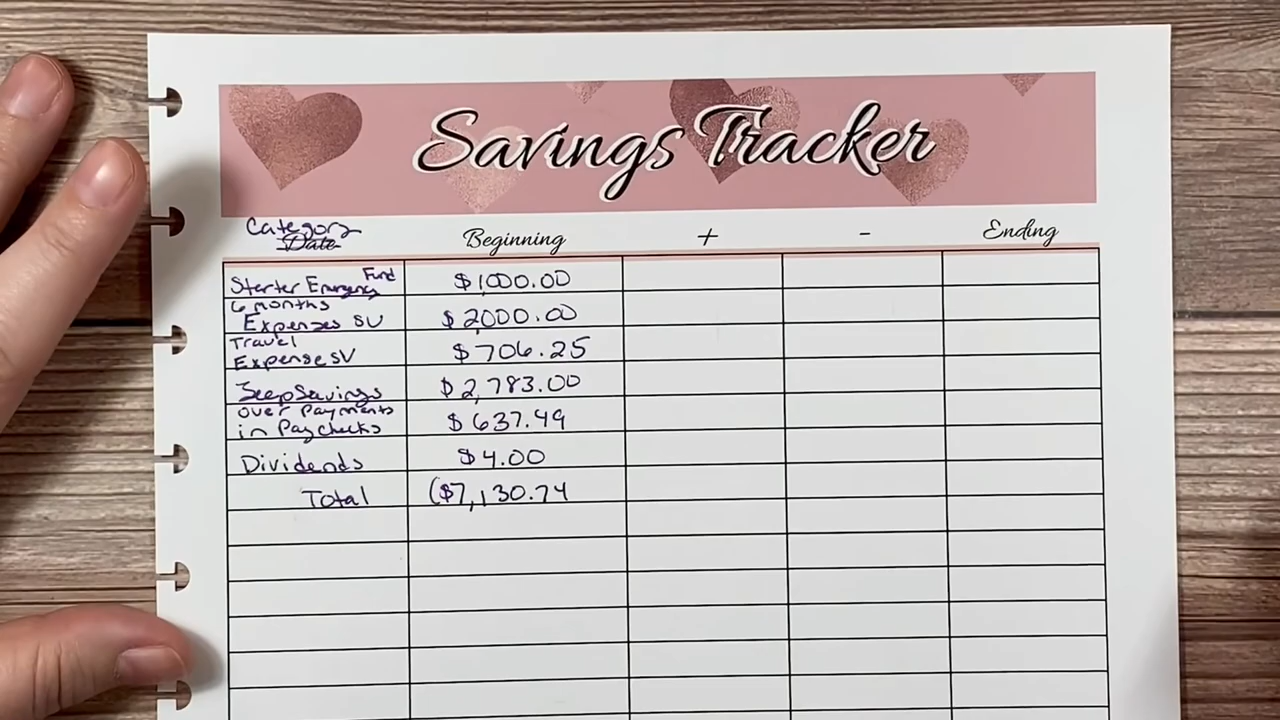 Savings Tracker
Category
Date Beginning + - Ending
Starter Emergency Fund $1000.00
6 months
Expenses SV $2000.00
Travel
Expense SV $706.25
Jeep Savings $2,783.00
over Payments
in Paychecks $637.49
Dividends $4.00
Total ($7,130.74